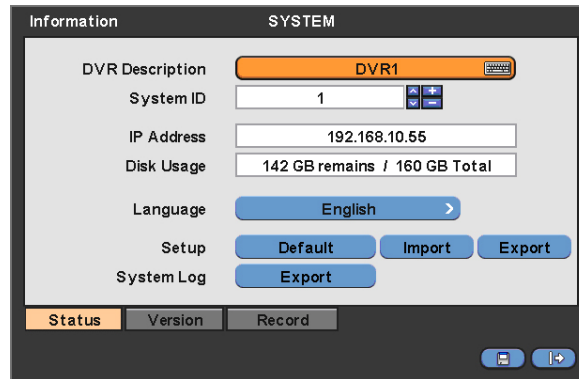 Information SYSTEM
DVR Description DVR1
System ID 1
IP Address 192.168.10.55
Disk Usage 142 GB remains / 160 GB Total
Language English
Setup Default Import Export
System Log Export
Status Version Record